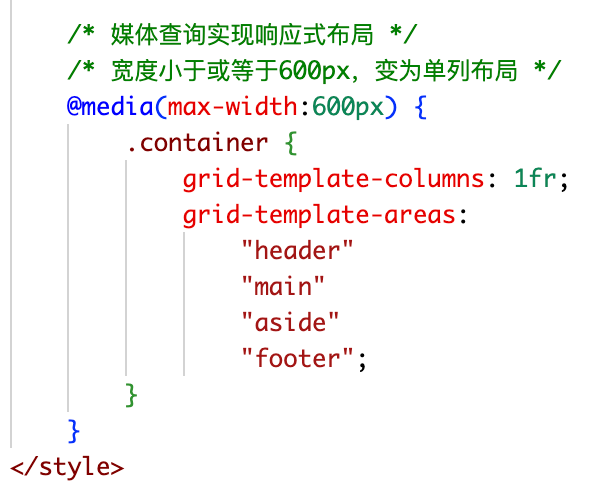 /* 媒体查询实现响应式布局 */
/* 宽度小于或等于600px，变为单列布局 */
@media(max-width:600px) {
.container {
grid-template-columns: 1fr;
grid-template-areas:
"header"
"main"
"aside"
"footer";
}
}
</style>